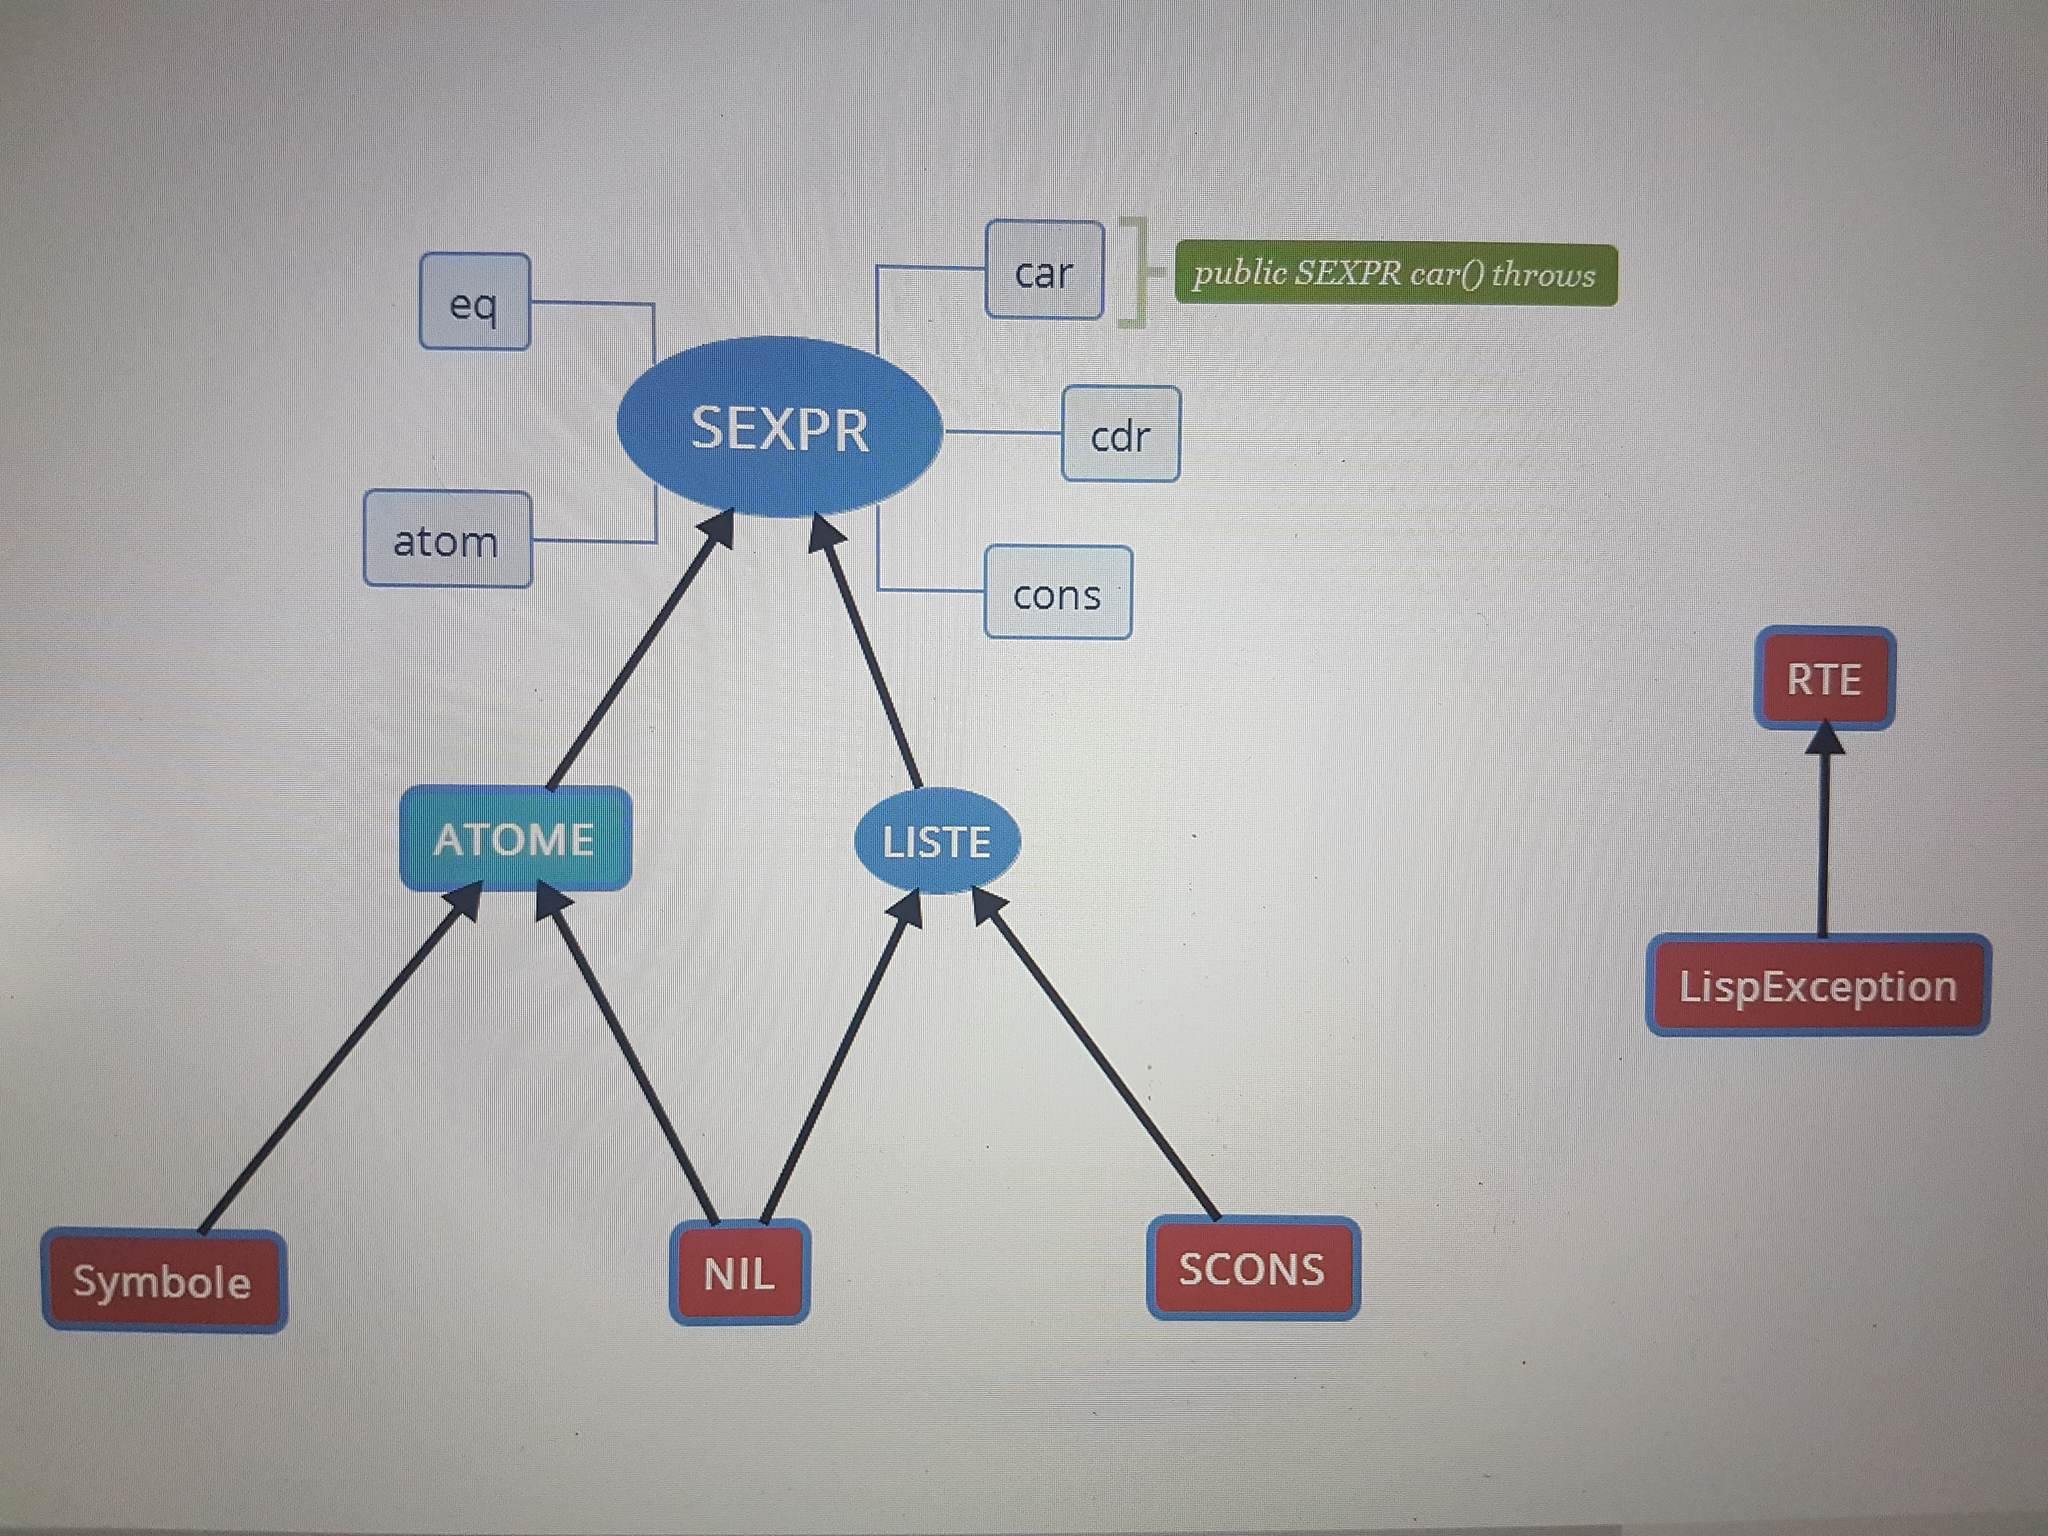 car
public SEXPR car() throws
eq
SEXPR
cdr
atom
cons
RTE
ATOME
LISTE
LispException
Symbole
NIL
SCONS